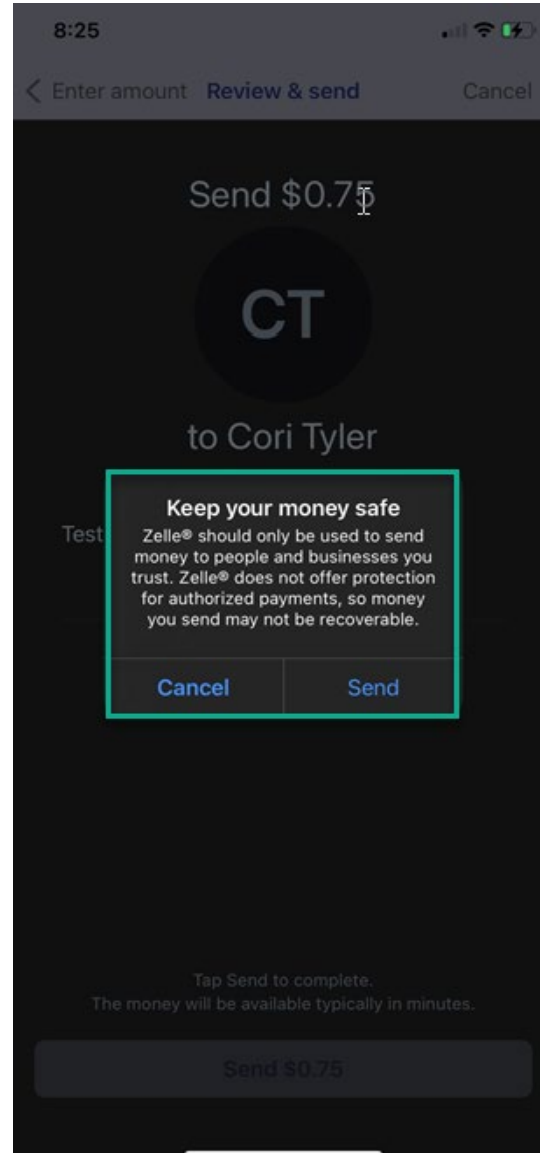 8:25
Enter amount Review & send Cancel
Send $0.75
CT
to Cori Tyler
Test
Keep your money safe
Zelle® should only be used to send
money to people and businesses you
trust. Zelle® does not offer protection
for authorized payments, so money
you send may not be recoverable.
Cancel Send
Tap Send to complete.
The money will be available typically in minutes.
Send $0.75